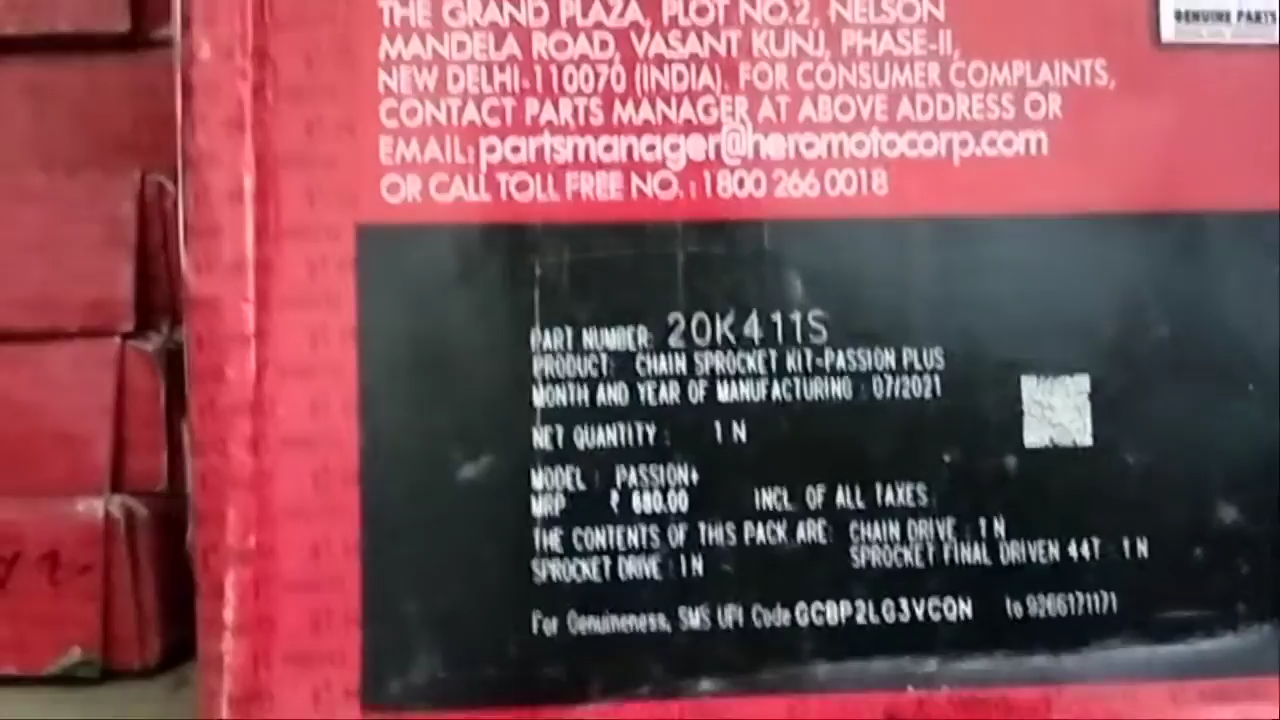 GENUINE PARTS
THE GRAND PLAZA, PLOT NO.2, NELSON
MANDELA ROAD, VASANT KUNJ, PHASE-II,
NEW DELHI-110070 (INDIA). FOR CONSUMER COMPLAINTS,
CONTACT PARTS MANAGER AT ABOVE ADDRESS OR
EMAIL: partsmanager@heromotocorp.com
OR CALL TOLL FREE NO. : 1800 266 0018
PART NUMBER: 20K411S
PRODUCT: CHAIN SPROCKET KIT-PASSION PLUS
MONTH AND YEAR OF MANUFACTURING : 07/2021
NET QUANTITY : 1 N
MODEL : PASSION+
MRP ₹ 680.00 INCL. OF ALL TAXES
THE CONTENTS OF THIS PACK ARE: CHAIN DRIVE : 1 N
SPROCKET DRIVE : 1 N SPROCKET FINAL DRIVEN 44T : 1 N
For Genuineness, SMS UPI Code GCBP2LG3VCQN to 9266171171